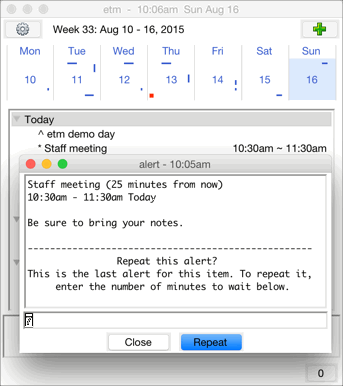 etm - 10:06am Sun Aug 16
Week 33: Aug 10 - 16, 2015
Mon Tue Wed Thu Fri Sat Sun
10 11 12 13 14 15 16
Today
^ etm demo day
* Staff meeting 10:30am ~ 11:30am
alert - 10:05am
Staff meeting (25 minutes from now)
10:30am - 11:30am Today
Be sure to bring your notes.
------------------------------------------------
Repeat this alert?
This is the last alert for this item. To repeat it,
enter the number of minutes to wait below.
Close Repeat
0